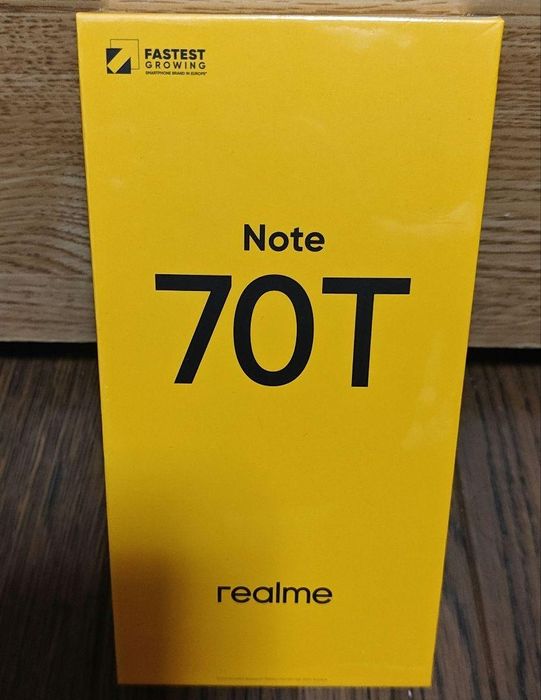 FASTEST
GROWING
SMARTPHONE BRAND IN EUROPE*
Note
70T
realme